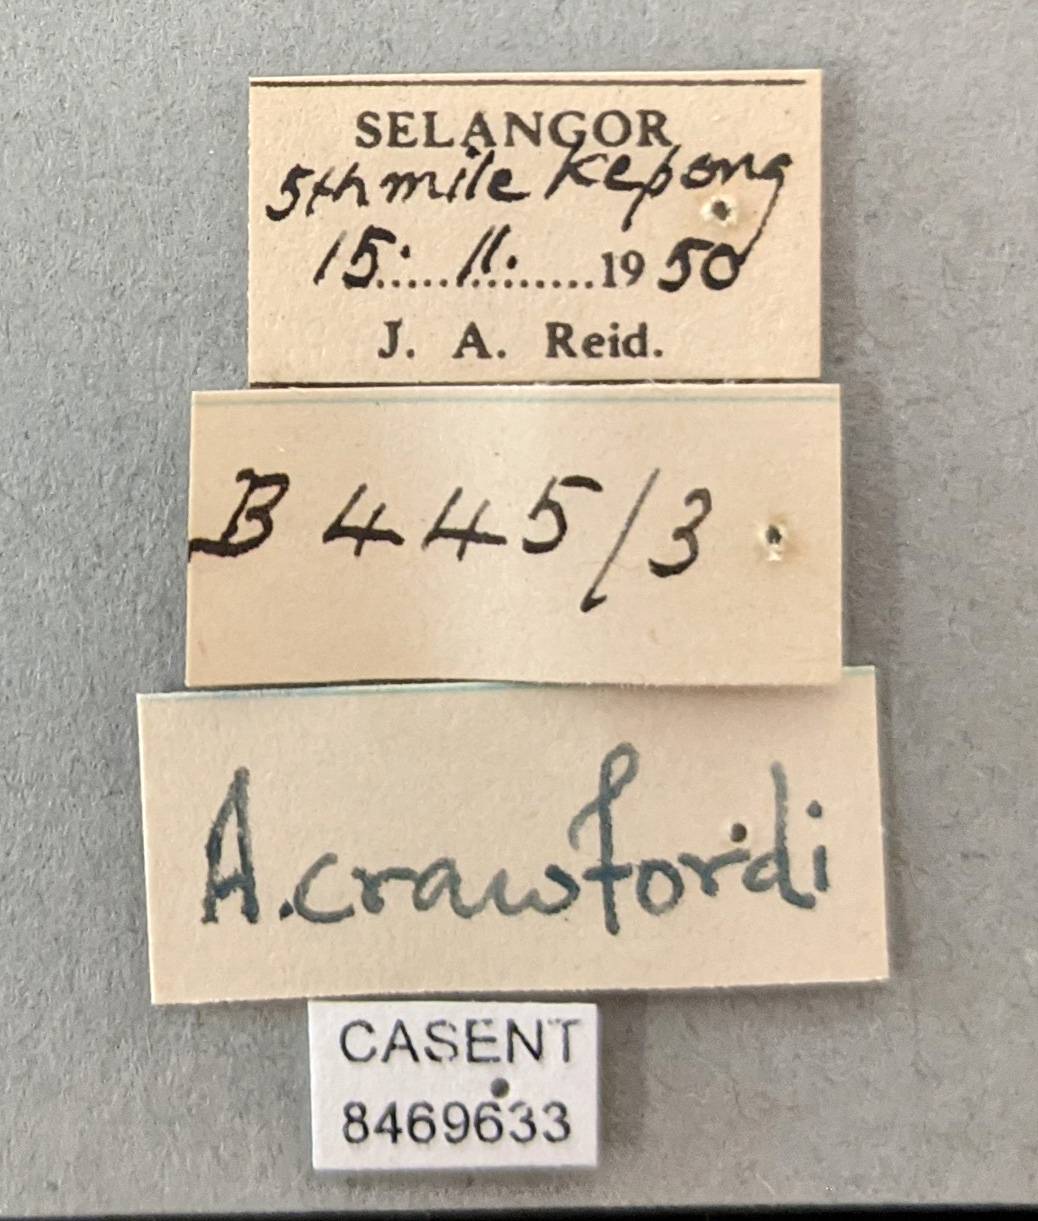 SELANGOR
5th mile Kepong
15. 11. 1950
J. A. Reid.
B 445/3
A. crawfordi
CASENT
8469633